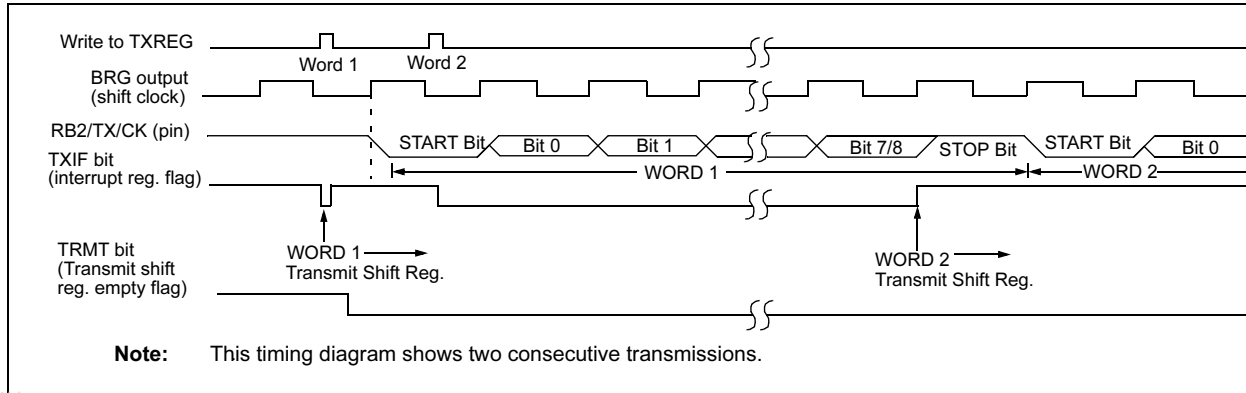 Write to TXREG
Word 1
Word 2
BRG output
(shift clock)
RB2/TX/CK (pin)
START Bit
Bit 0
Bit 1
Bit 7/8
STOP Bit
START Bit
Bit 0
TXIF bit
(interrupt reg. flag)
WORD 1
WORD 2
WORD 1
Transmit Shift Reg.
WORD 2
Transmit Shift Reg.
TRMT bit
(Transmit shift
reg. empty flag)
Note: This timing diagram shows two consecutive transmissions.